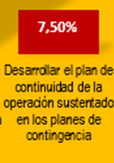 7,50%
Desarrollar el plan de
continuidad de la
operación sustentado
en los planes de
contingencia